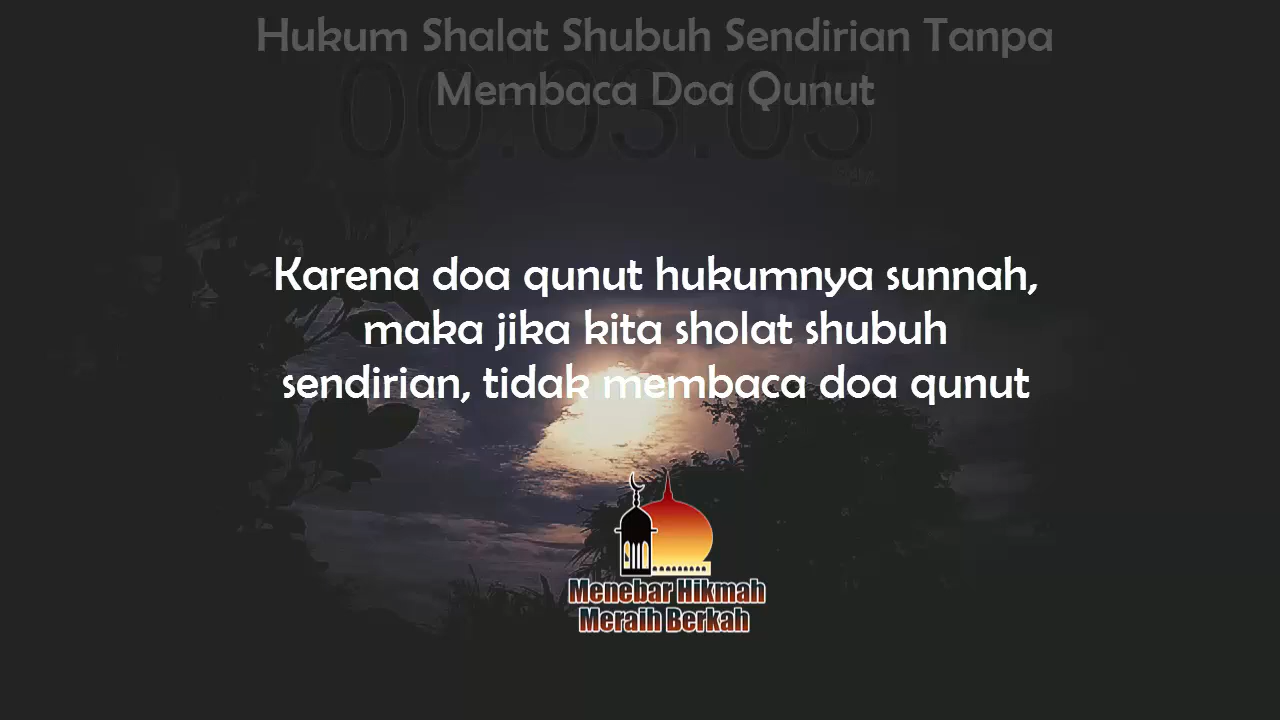 Hukum Shalat Shubuh Sendirian Tanpa
Membaca Doa Qunut
00:03:05
Karena doa qunut hukumnya sunnah,
maka jika kita sholat shubuh
sendirian, tidak membaca doa qunut
Menebar Hikmah
Meraih Berkah